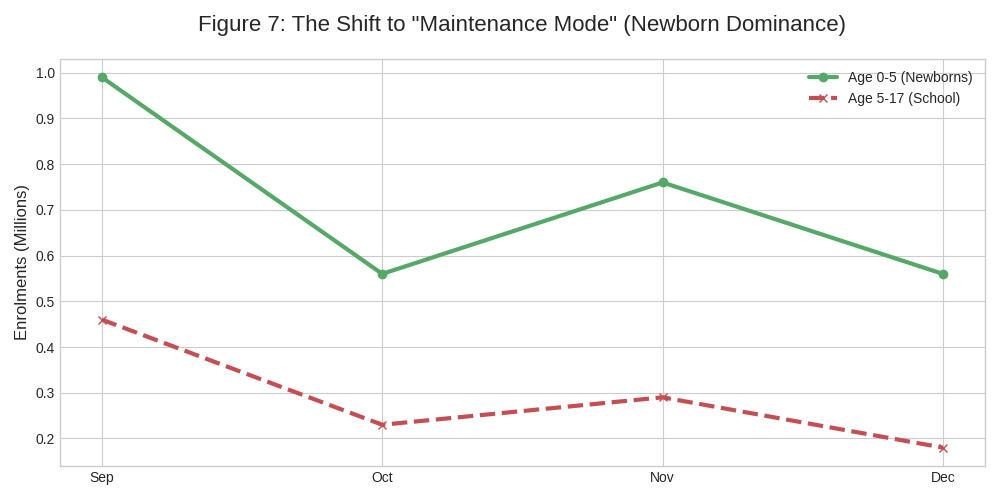 Figure 7: The Shift to "Maintenance Mode" (Newborn Dominance)
Enrolments (Millions)
1.0
0.9
0.8
0.7
0.6
0.5
0.4
0.3
0.2
Age 0-5 (Newborns)
Age 5-17 (School)
Sep
Oct
Nov
Dec